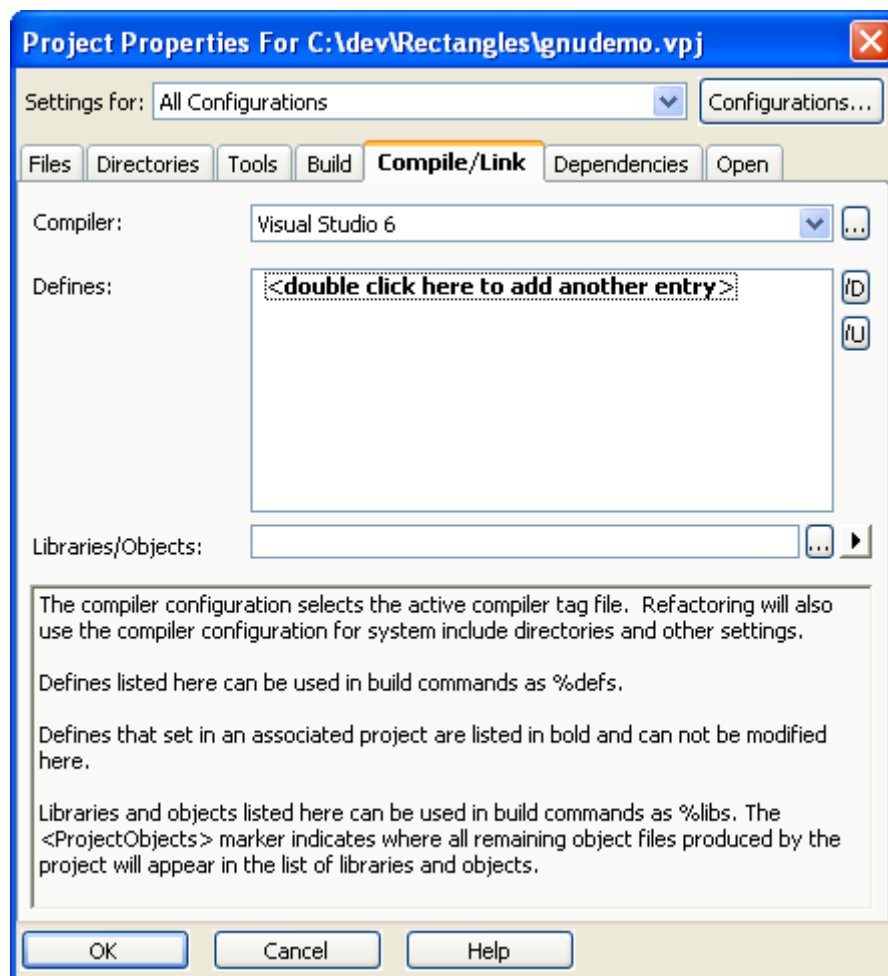 Project Properties For C:\dev\Rectangles\gnudemo.vpj
Settings for: All Configurations Configurations...
Files Directories Tools Build Compile/Link Dependencies Open
Compiler: Visual Studio 6 ...
Defines: <double click here to add another entry> /D
/U
Libraries/Objects: ...
The compiler configuration selects the active compiler tag file. Refactoring will also
use the compiler configuration for system include directories and other settings.
Defines listed here can be used in build commands as %defs.
Defines that set in an associated project are listed in bold and can not be modified
here.
Libraries and objects listed here can be used in build commands as %libs. The
<ProjectObjects> marker indicates where all remaining object files produced by the
project will appear in the list of libraries and objects.
OK Cancel Help